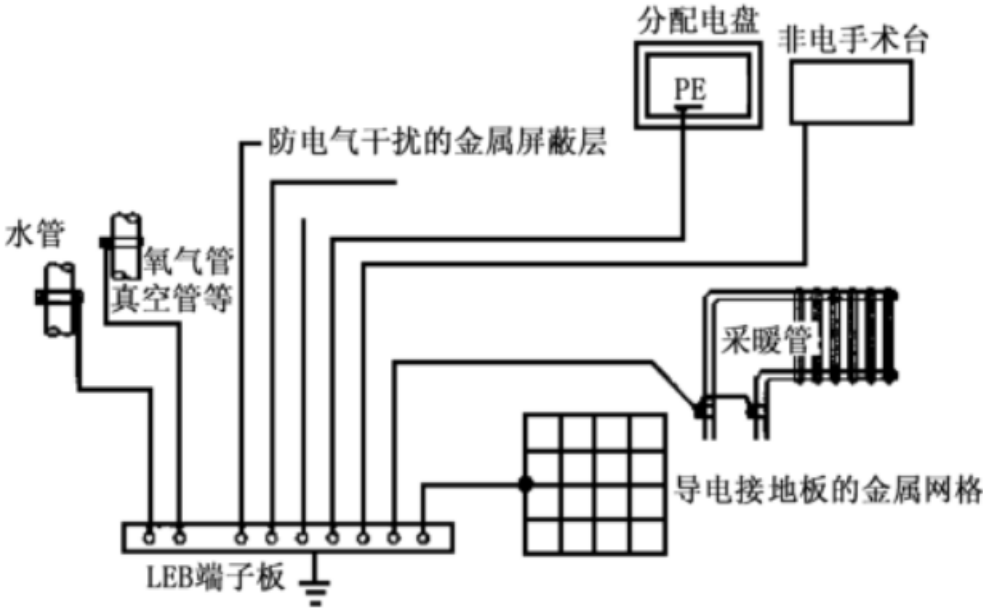 分配电盘
非电手术台
PE
防电气干扰的金属屏蔽层
水管
氧气管
真空管等
采暖管
导电接地板的金属网格
LEB端子板